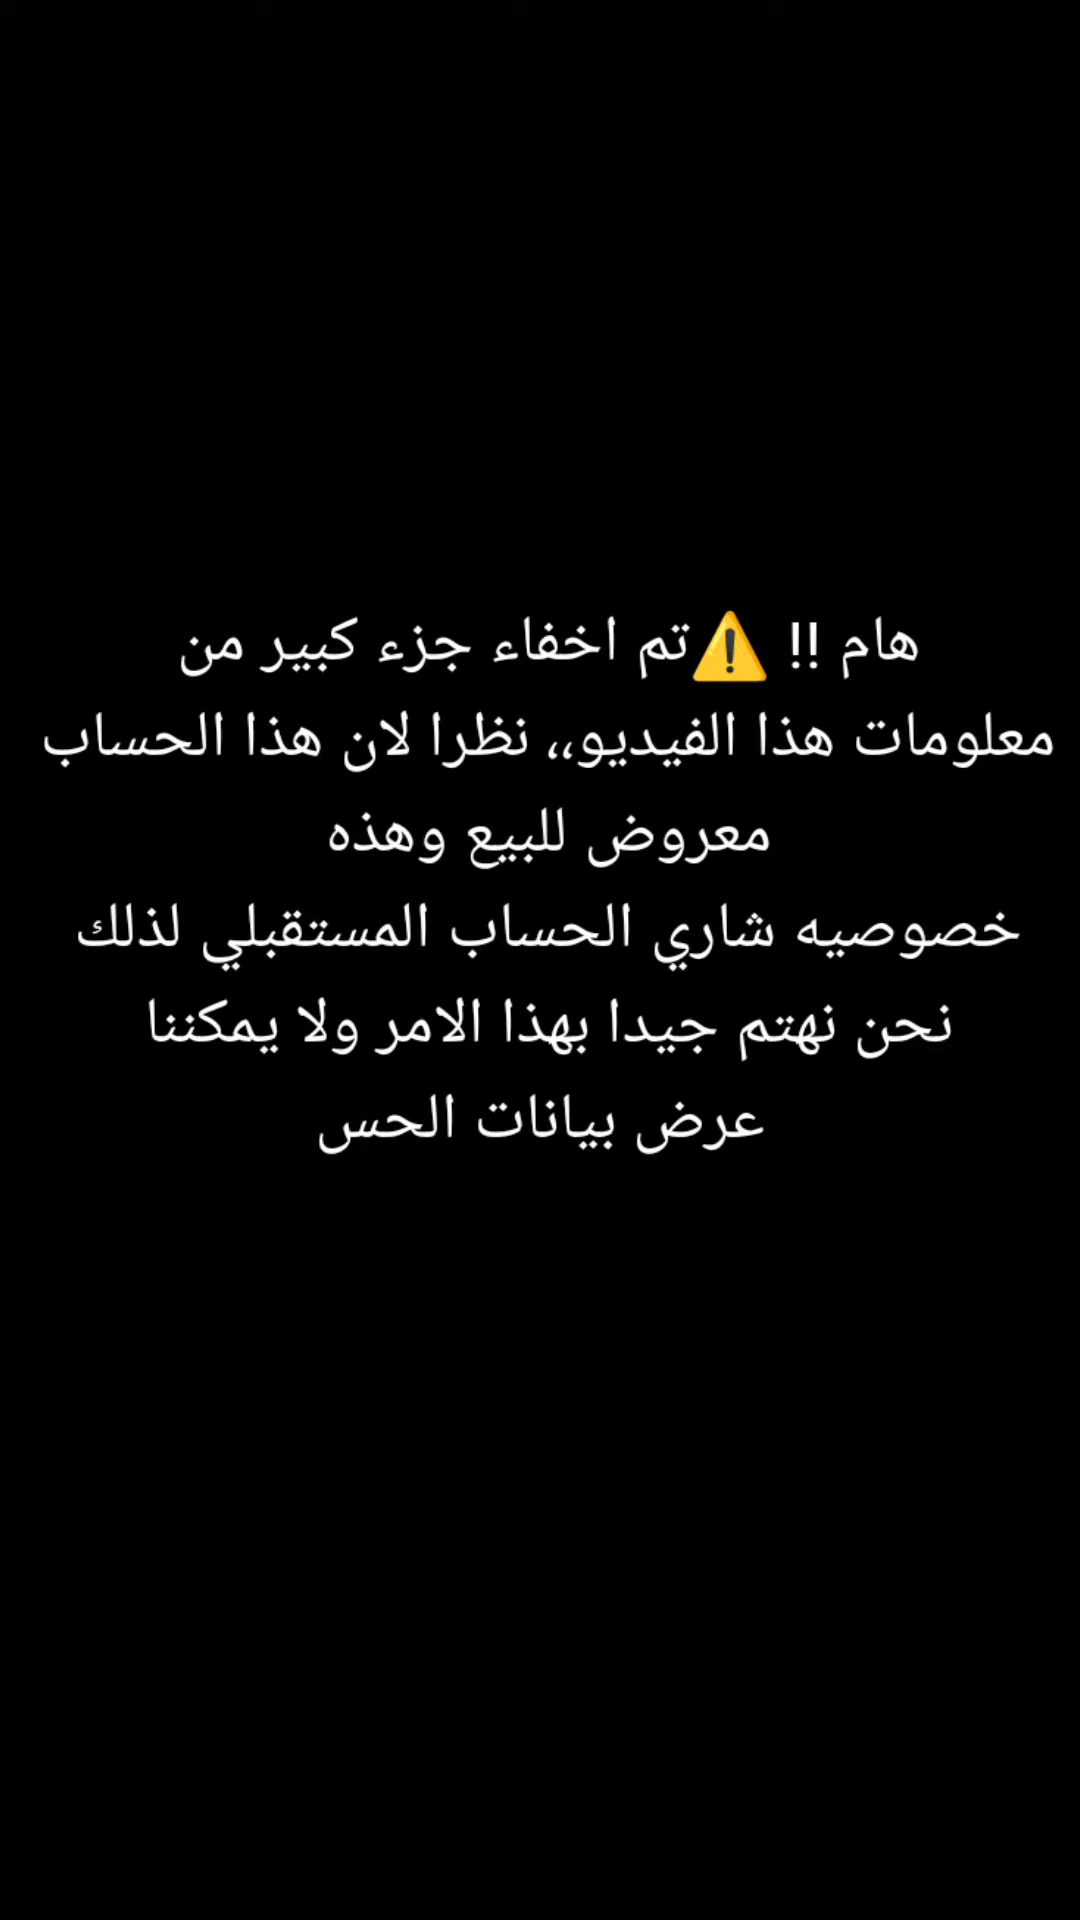 هام !! ⚠️تم اخفاء جزء كبير من
معلومات هذا الفيديو،، نظرا لان هذا الحساب
معروض للبيع وهذه
خصوصيه شاري الحساب المستقبلي لذلك
نحن نهتم جيدا بهذا الامر ولا يمكننا
عرض بيانات الحس